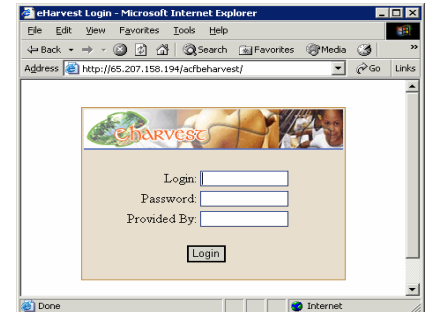 eHarvest Login - Microsoft Internet Explorer
File Edit View Favorites Tools Help
Back Search Favorites Media »
Address http://65.207.158.194/acfbeharvest/ Go Links
eharvest
Login:
Password:
Provided By:
Login
Done Internet